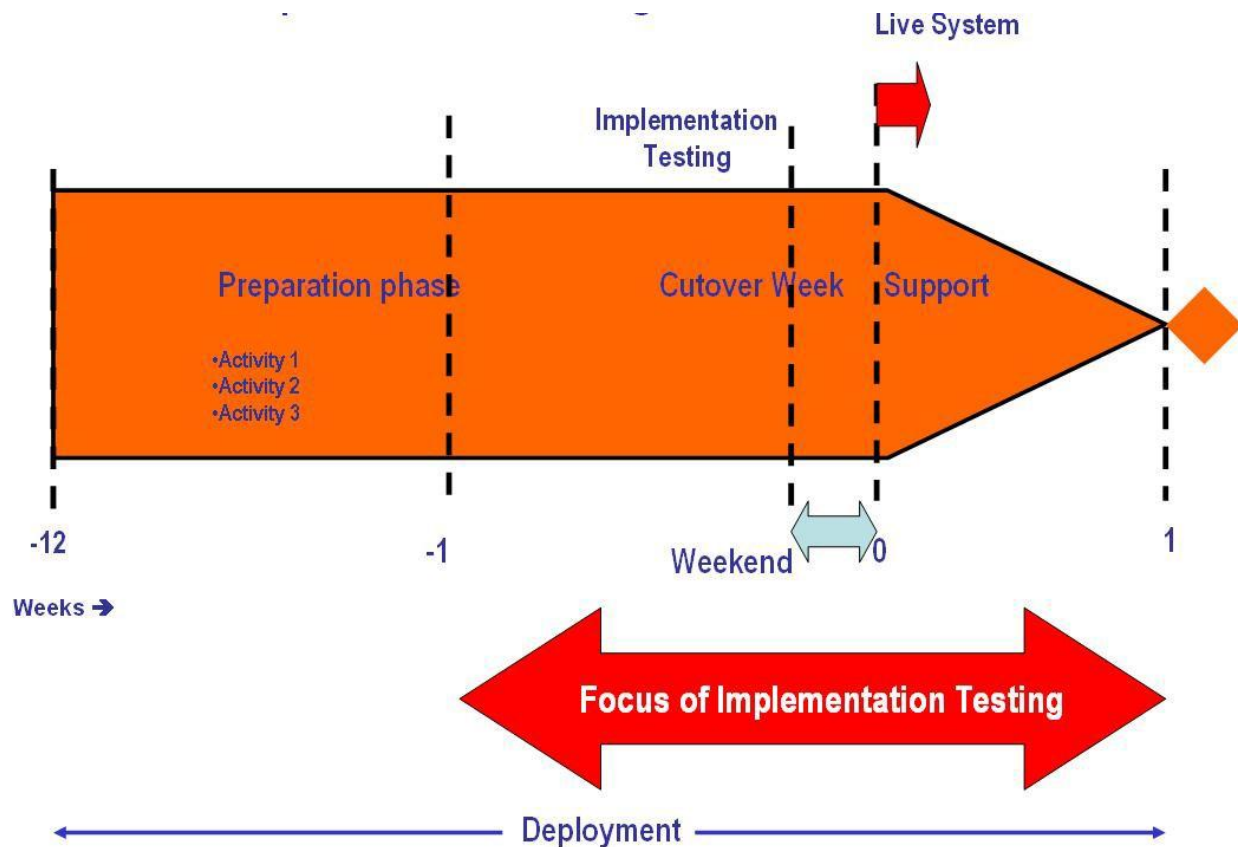 Live System
Implementation
Testing
Preparation phase
Cutover Week
Support
•Activity 1
•Activity 2
•Activity 3
-12
-1
Weekend
0
1
Weeks →
Focus of Implementation Testing
Deployment